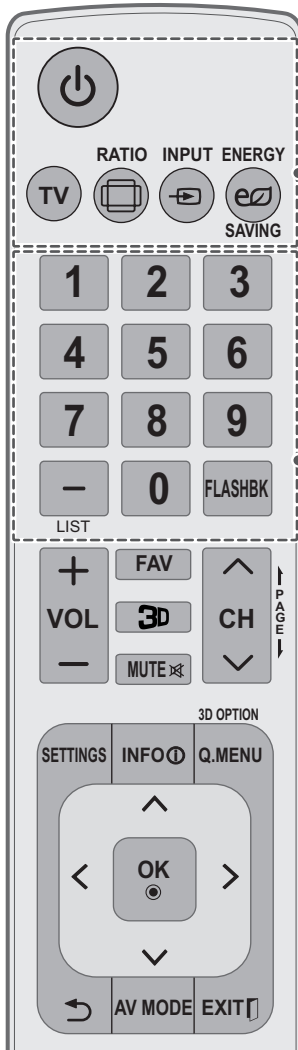 RATIO INPUT ENERGY
TV
SAVING
1 2 3
4 5 6
7 8 9
– 0 FLASHBK
LIST
+ FAV
VOL 3D CH PAGE
– MUTE
3D OPTION
SETTINGS INFO Q.MENU
OK
AV MODE EXIT